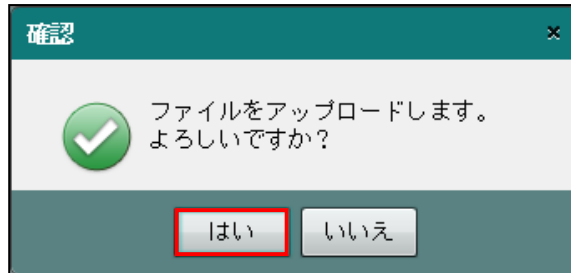 確認
ファイルをアップロードします。
よろしいですか？
はい
いいえ